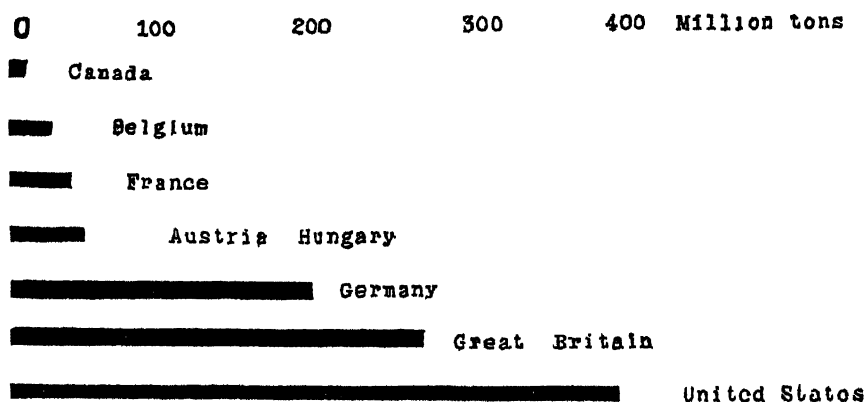 0 100 200 300 400 Million tons
Canada
Belgium
France
Austria Hungary
Germany
Great Britain
United States